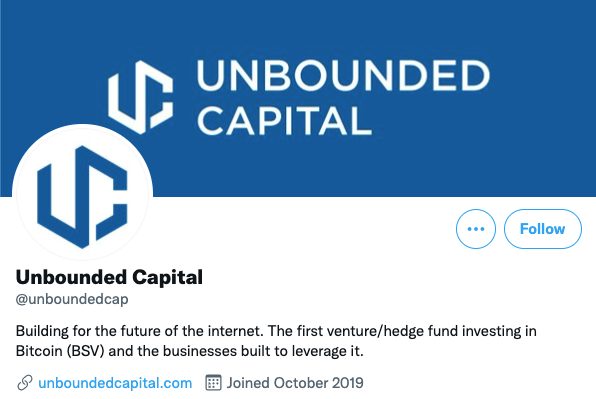 UNBOUNDED
CAPITAL
Follow
Unbounded Capital
@unboundedcap
Building for the future of the internet. The first venture/hedge fund investing in
Bitcoin (BSV) and the businesses built to leverage it.
unboundedcapital.com Joined October 2019